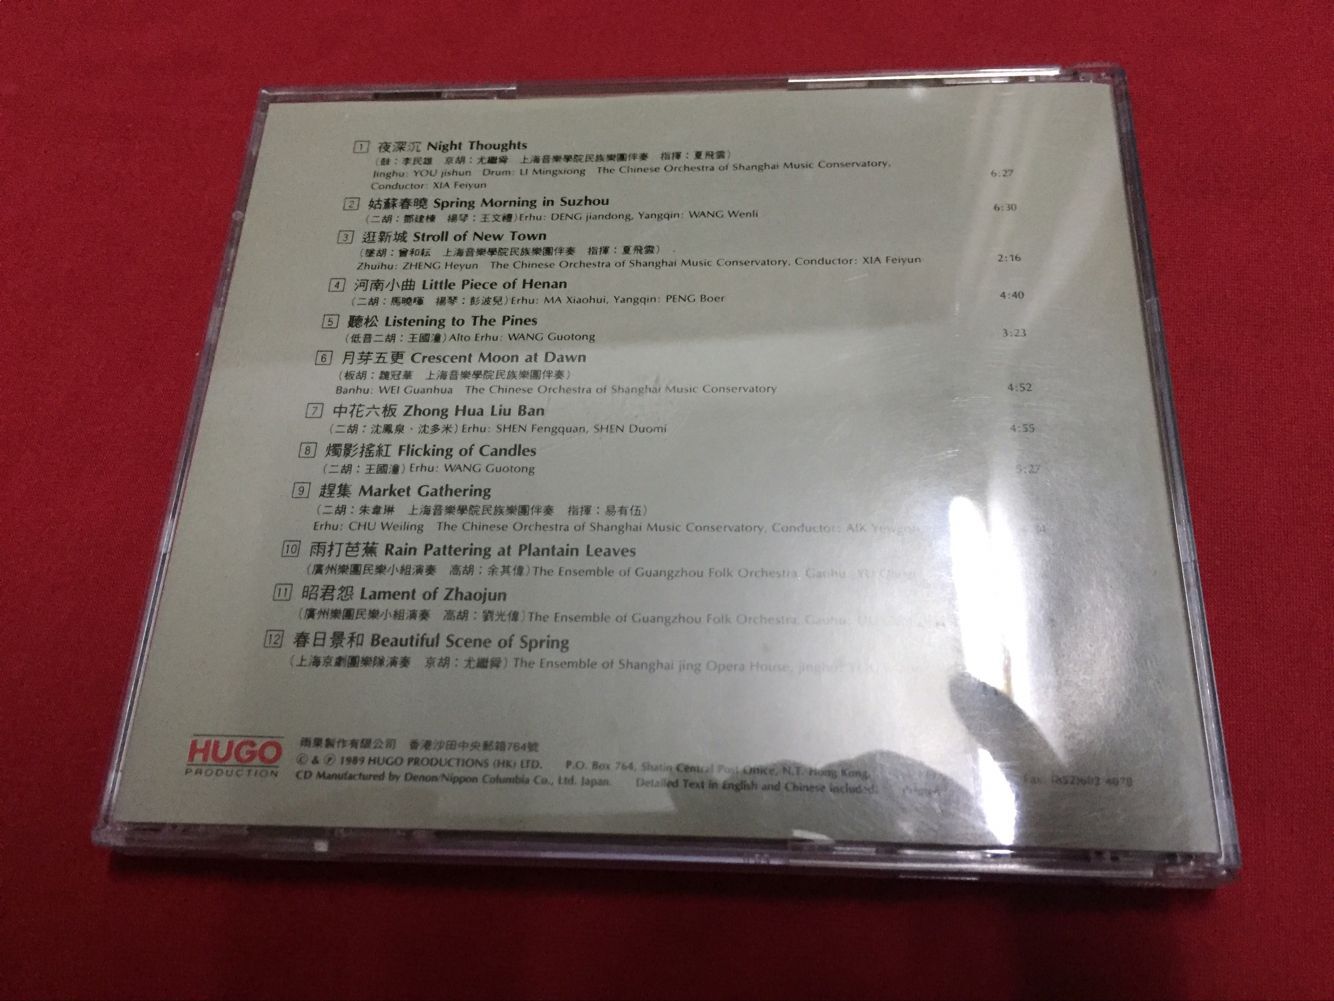 1 夜深沉 Night Thoughts
(鼓：李民雄 京胡：尤繼舜 上海音樂學院民族樂團伴奏 指揮：夏飛雲)
Jinghu: YOU jishun Drum: LI Mingxiong The Chinese Orchestra of Shanghai Music Conservatory,
Conductor: XIA Feiyun 6:27
2 姑蘇春曉 Spring Morning in Suzhou
(二胡：鄧建棟 揚琴：王文禮) Erhu: DENG jiandong, Yangqin: WANG Wenli 6:30
3 逛新城 Stroll of New Town
(墜胡：曾和耘 上海音樂學院民族樂團伴奏 指揮：夏飛雲)
Zhuihu: ZHENG Heyun The Chinese Orchestra of Shanghai Music Conservatory, Conductor: XIA Feiyun 2:16
4 河南小曲 Little Piece of Henan
(二胡：馬曉暉 揚琴：彭波兒) Erhu: MA Xiaohui, Yangqin: PENG Boer 4:40
5 聽松 Listening to The Pines
(低音二胡：王國潼) Alto Erhu: WANG Guotong 3:23
6 月芽五更 Crescent Moon at Dawn
(板胡：魏冠華 上海音樂學院民族樂團伴奏)
Banhu: WEI Guanhua The Chinese Orchestra of Shanghai Music Conservatory 4:52
7 中花六板 Zhong Hua Liu Ban
(二胡：沈鳳泉·沈多米) Erhu: SHEN Fengquan, SHEN Duomi 4:55
8 燭影搖紅 Flicking of Candles
(二胡：王國潼) Erhu: WANG Guotong 5:27
9 趕集 Market Gathering
(二胡：朱韋琳 上海音樂學院民族樂團伴奏 指揮：易有伍)
Erhu: CHU Weiling The Chinese Orchestra of Shanghai Music Conservatory, Conductor: AIK
10 雨打芭蕉 Rain Pattering at Plantain Leaves
(廣州樂團民樂小組演奏 高胡：余其偉) The Ensemble of Guangzhou Folk Orchestra, Gaohu:
11 昭君怨 Lament of Zhaojun
(廣州樂團民樂小組演奏 高胡：劉光偉) The Ensemble of Guangzhou Folk Orchestra, Gaohu:
12 春日景和 Beautiful Scene of Spring
(上海京劇團樂隊演奏 京胡：尤繼舜) The Ensemble of Shanghai jing Opera House, jinghu:
HUGO
PRODUCTION
雨果製作有限公司 香港沙田中央郵箱764號
© & ℗ 1989 HUGO PRODUCTIONS (HK) LTD. P.O. Box 764, Shatin Central Post Office, N.T. Hong Kong.
CD Manufactured by Denon/Nippon Columbia Co., Ltd. Japan. Detailed Text in English and Chinese included.